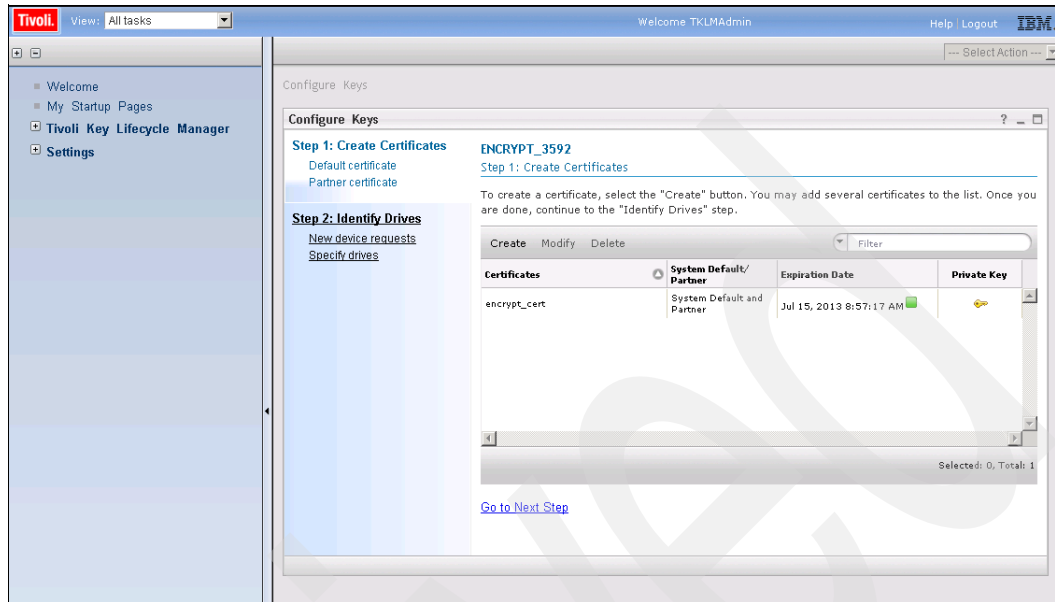 Tivoli. View: All tasks Welcome TKLMAdmin Help | Logout IBM.
--- Select Action ---
Welcome
My Startup Pages
Tivoli Key Lifecycle Manager
Settings
Configure Keys
Configure Keys
Step 1: Create Certificates
Default certificate
Partner certificate
Step 2: Identify Drives
New device requests
Specify drives
ENCRYPT_3592
Step 1: Create Certificates
To create a certificate, select the "Create" button. You may add several certificates to the list. Once you
are done, continue to the "Identify Drives" step.
Create Modify Delete Filter
Certificates System Default/ Expiration Date Private Key
Partner
encrypt_cert System Default and Jul 15, 2013 8:57:17 AM
Partner
Selected: 0, Total: 1
Go to Next Step